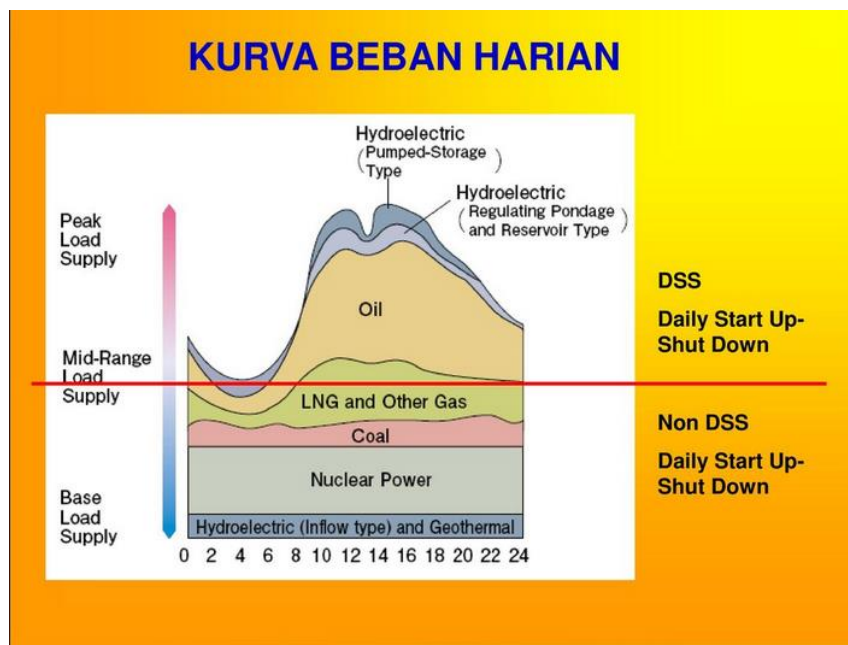 KURVA BEBAN HARIAN
Hydroelectric
(Pumped-Storage
Type)
Hydroelectric
(Regulating Pondage
and Reservoir Type)
Peak
Load
Supply
Mid-Range
Load
Supply
Base
Load
Supply
Oil
LNG and Other Gas
Coal
Nuclear Power
Hydroelectric (Inflow type) and Geothermal
0 2 4 6 8 10 12 14 16 18 20 22 24
DSS
Daily Start Up-
Shut Down
Non DSS
Daily Start Up-
Shut Down